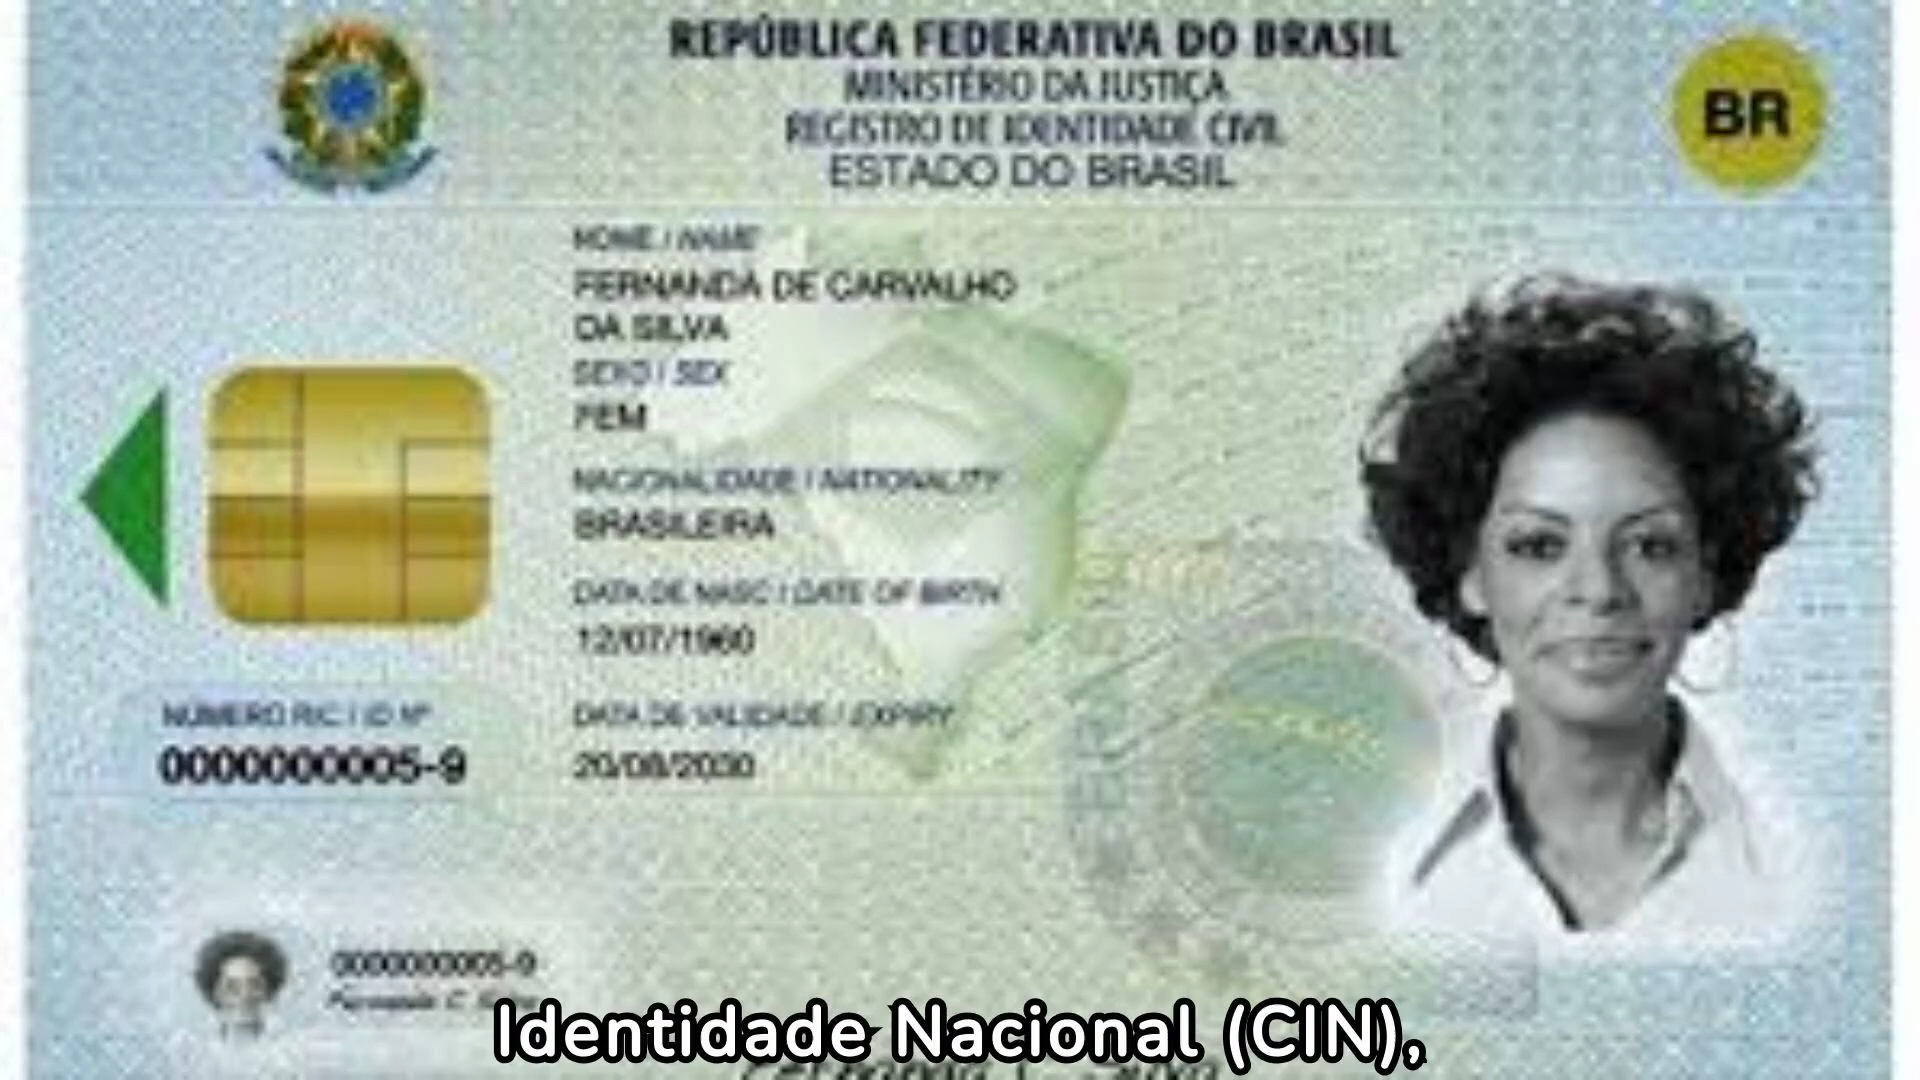 REPÚBLICA FEDERATIVA DO BRASIL
MINISTÉRIO DA JUSTIÇA
REGISTRO DE IDENTIDADE CIVIL
ESTADO DO BRASIL
BR
NOME / NAME
FERNANDA DE CARVALHO
DA SILVA
SEXO / SEX
FEM
NACIONALIDADE / NATIONALITY
BRASILEIRA
DATA DE NASC / DATE OF BIRTH
12/07/1960
NÚMERO RIC / ID Nº
0000000005-9
DATA DE VALIDADE / EXPIRY
20/08/2030
0000000005-9
Fernanda C.
Identidade Nacional (CIN),